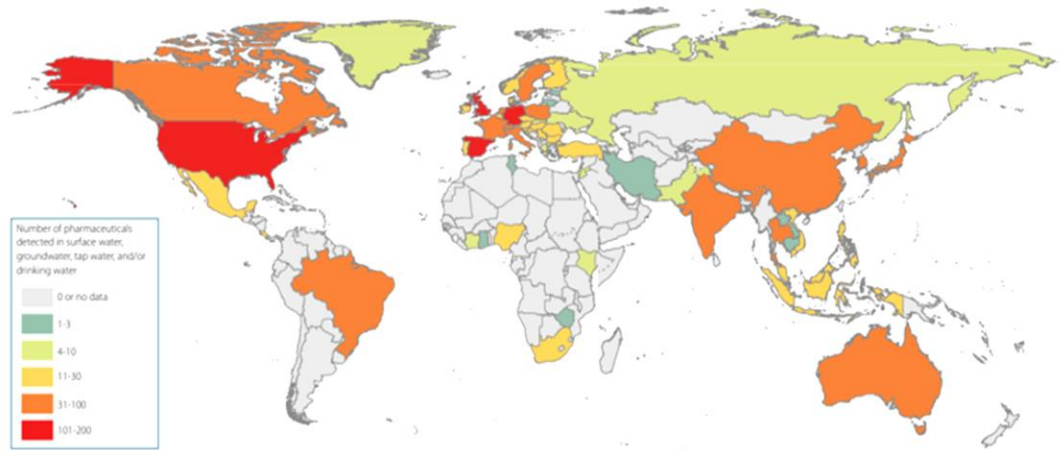 Number of pharmaceuticals
detected in surface water,
groundwater, tap water, and/or
drinking water
0 or no data
1-3
4-10
11-30
31-100
101-200